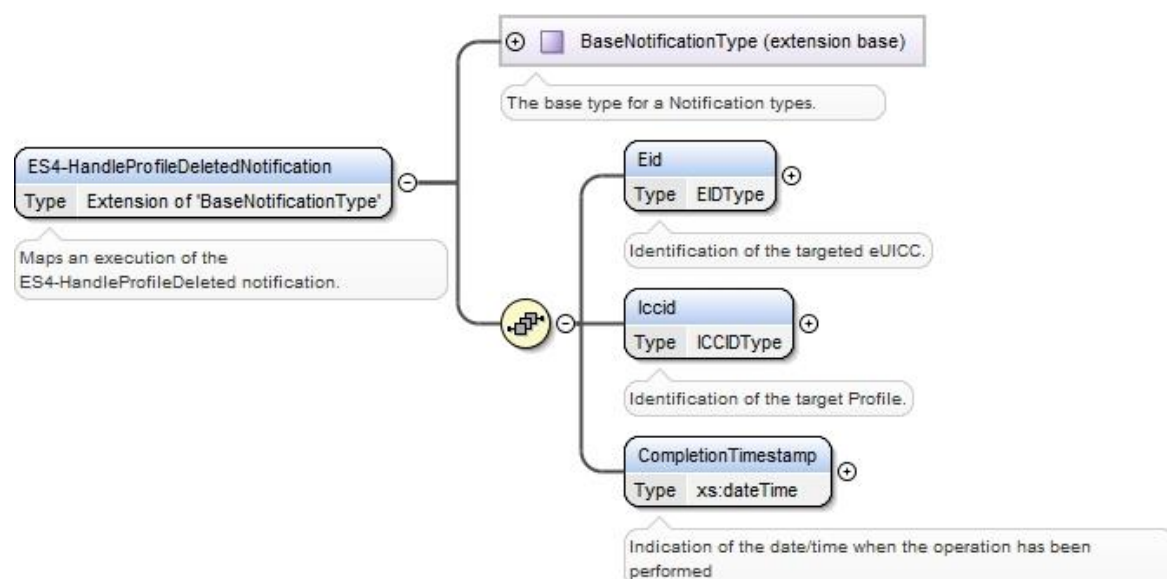 BaseNotificationType (extension base)
The base type for a Notification types.
ES4-HandleProfileDeletedNotification
Type Extension of 'BaseNotificationType'
Maps an execution of the
ES4-HandleProfileDeleted notification.
Eid
Type EIDType
Identification of the targeted eUICC.
Iccid
Type ICCIDType
Identification of the target Profile.
CompletionTimestamp
Type xs:dateTime
Indication of the date/time when the operation has been
performed